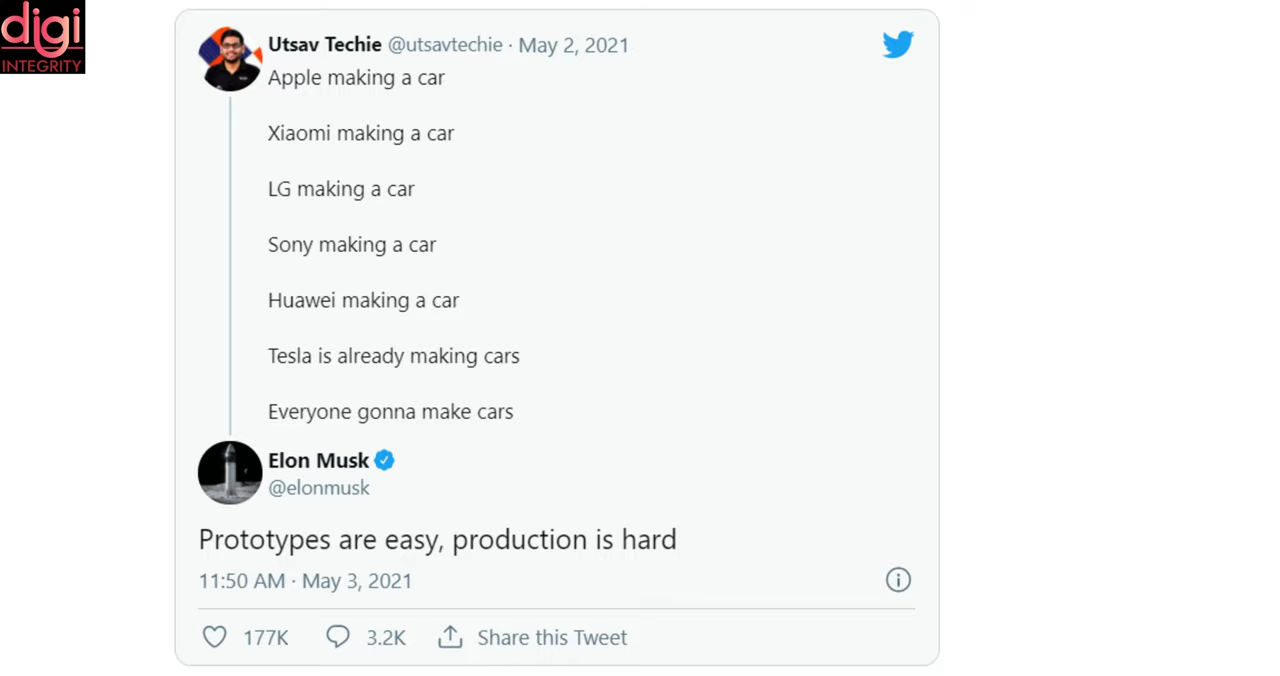 digi
INTEGRITY
Utsav Techie @utsavtechie · May 2, 2021
Apple making a car
Xiaomi making a car
LG making a car
Sony making a car
Huawei making a car
Tesla is already making cars
Everyone gonna make cars
Elon Musk
@elonmusk
Prototypes are easy, production is hard
11:50 AM · May 3, 2021
177K 3.2K Share this Tweet